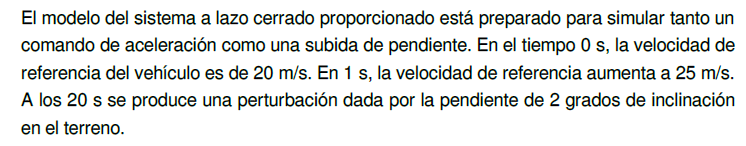 El modelo del sistema a lazo cerrado proporcionado está preparado para simular tanto un
comando de aceleración como una subida de pendiente. En el tiempo 0 s, la velocidad de
referencia del vehículo es de 20 m/s. En 1 s, la velocidad de referencia aumenta a 25 m/s.
A los 20 s se produce una perturbación dada por la pendiente de 2 grados de inclinación
en el terreno.